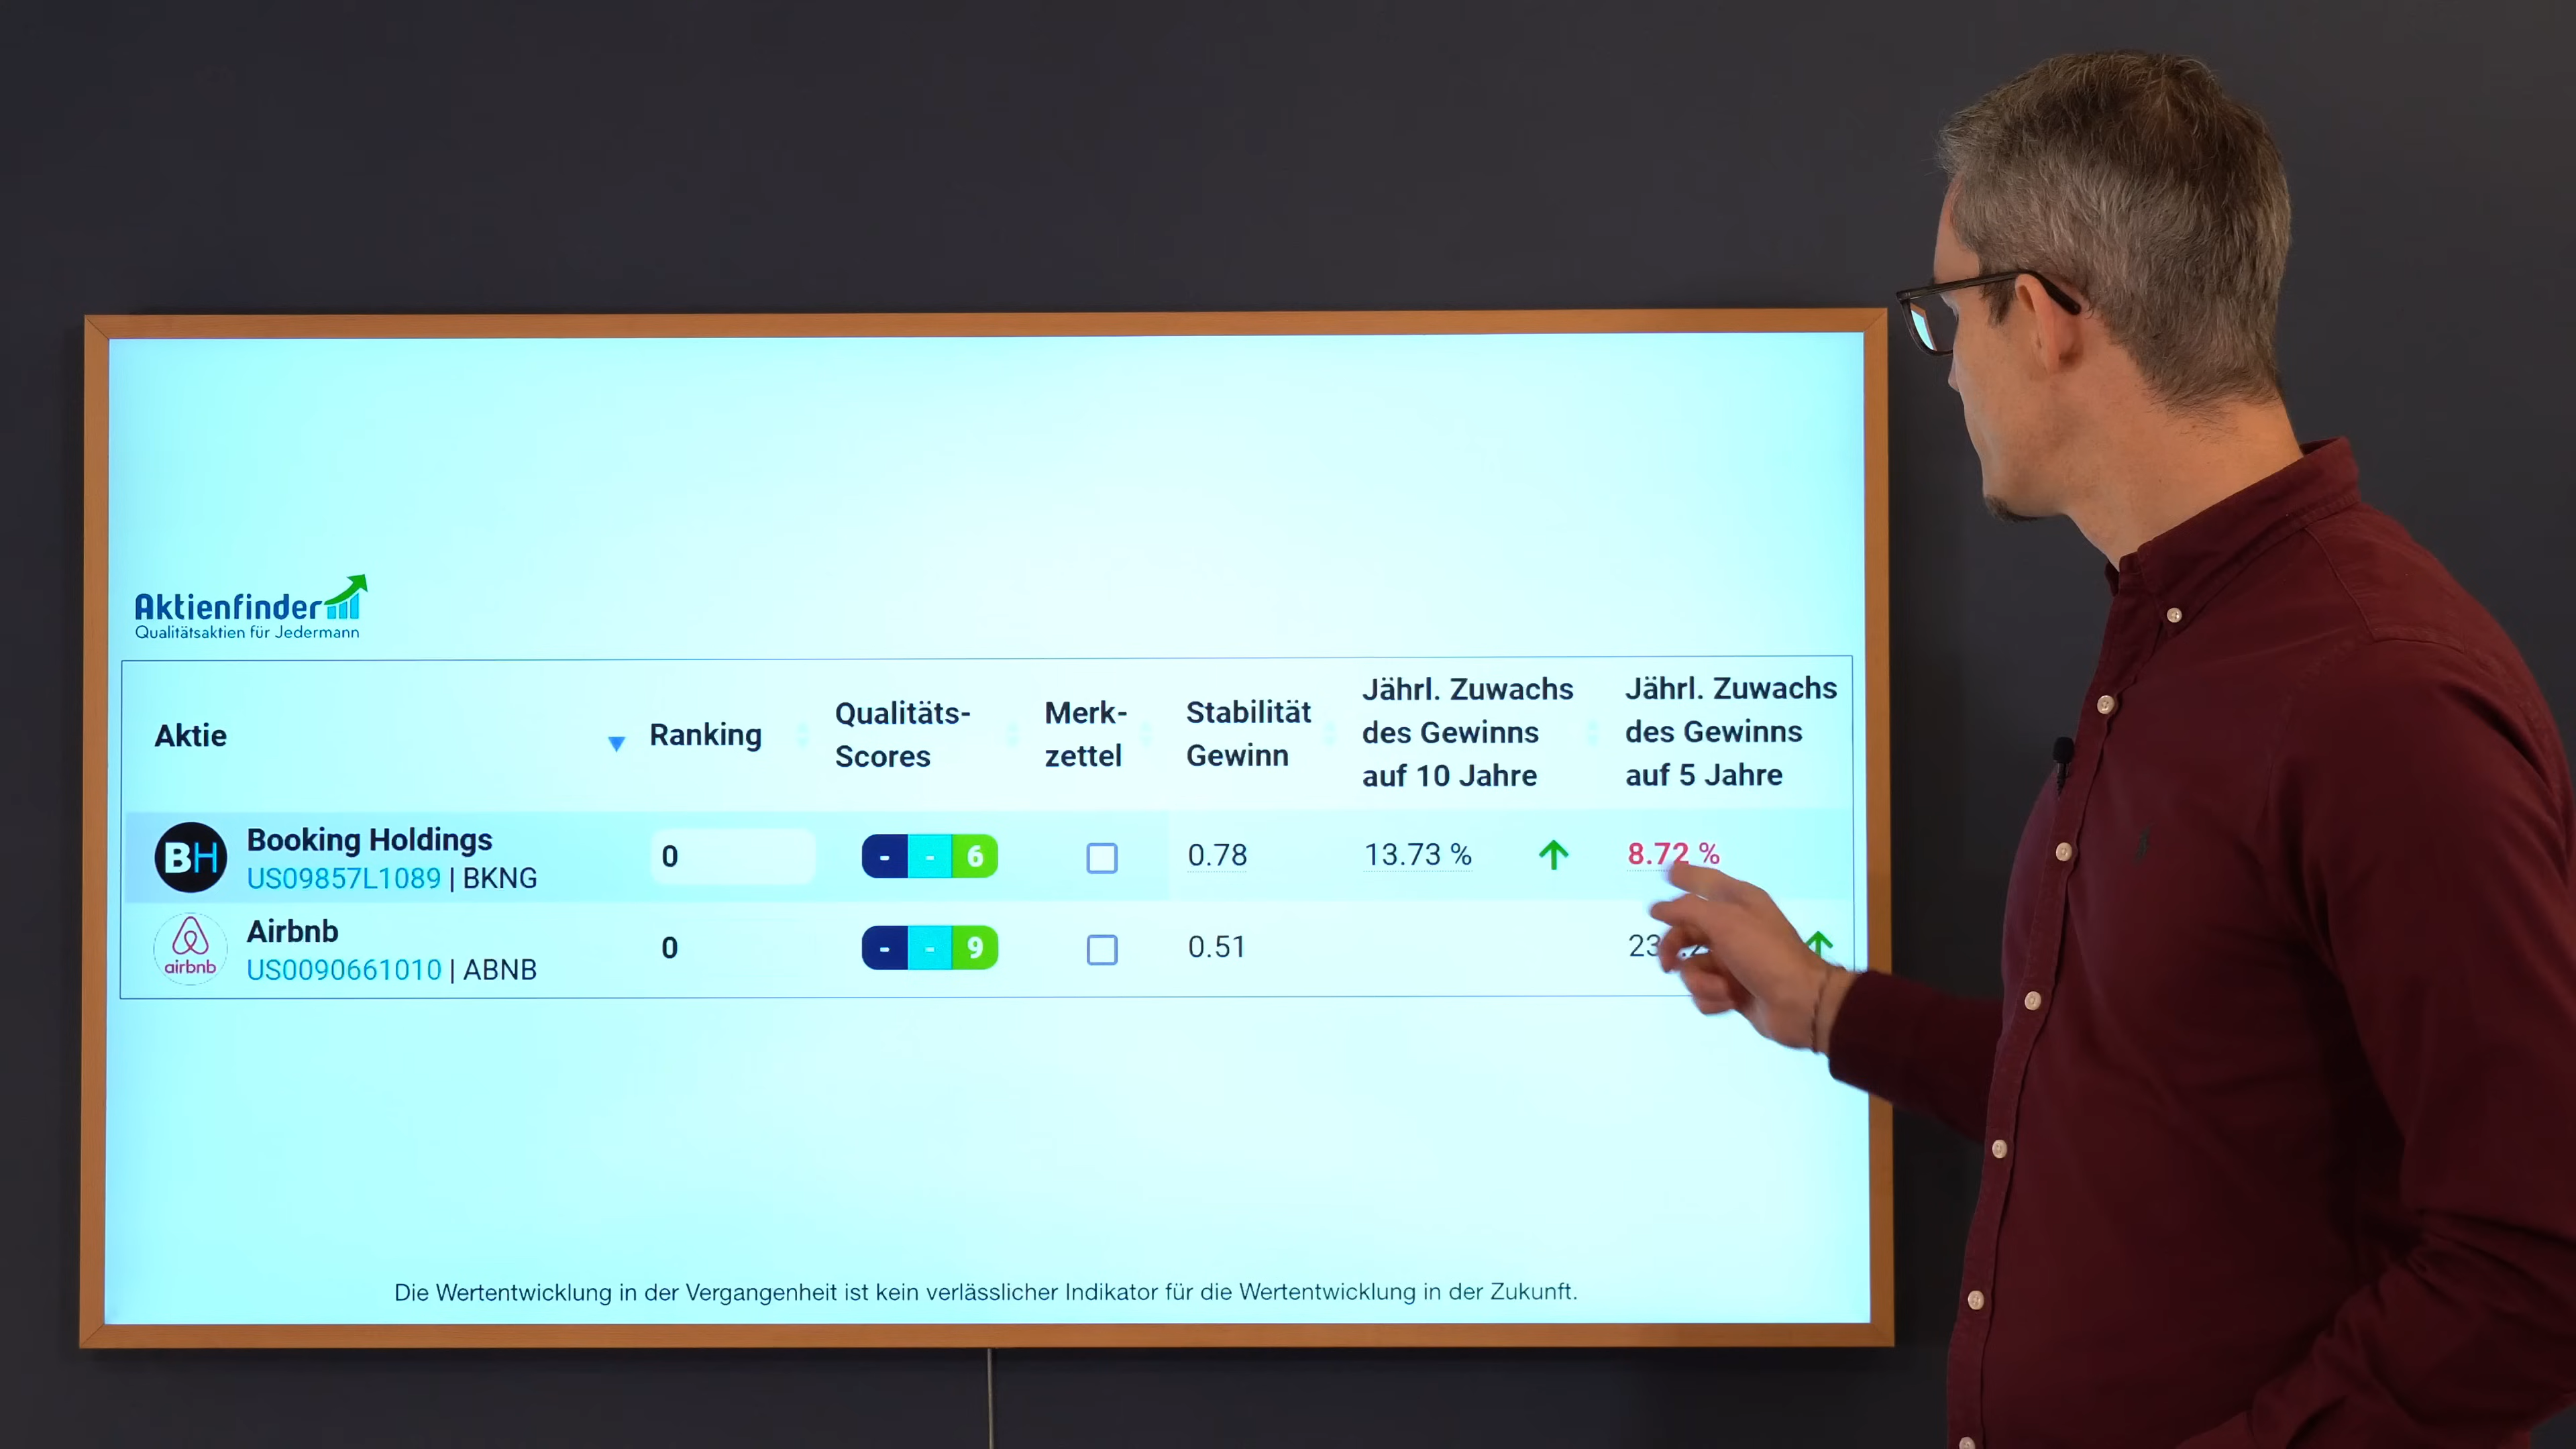 Aktienfinder
Qualitätsaktien für Jedermann
Aktie
Ranking
Qualitäts-
Scores
Merk-
zettel
Stabilität
Gewinn
Jährl. Zuwachs
des Gewinns
auf 10 Jahre
Jährl. Zuwachs
des Gewinns
auf 5 Jahre
BH
Booking Holdings
US09857L1089 | BKNG
0
- - 6
0.78
13.73 %
8.72 %
airbnb
Airbnb
US0090661010 | ABNB
0
- - 9
0.51
Die Wertentwicklung in der Vergangenheit ist kein verlässlicher Indikator für die Wertentwicklung in der Zukunft.